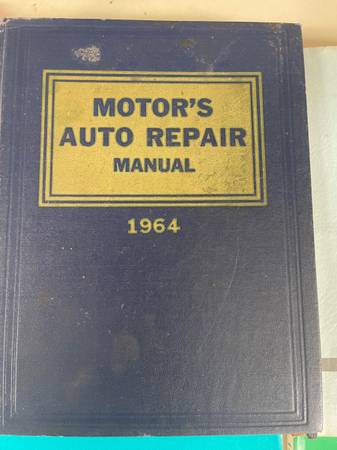 MOTOR'S
AUTO REPAIR
MANUAL
1964